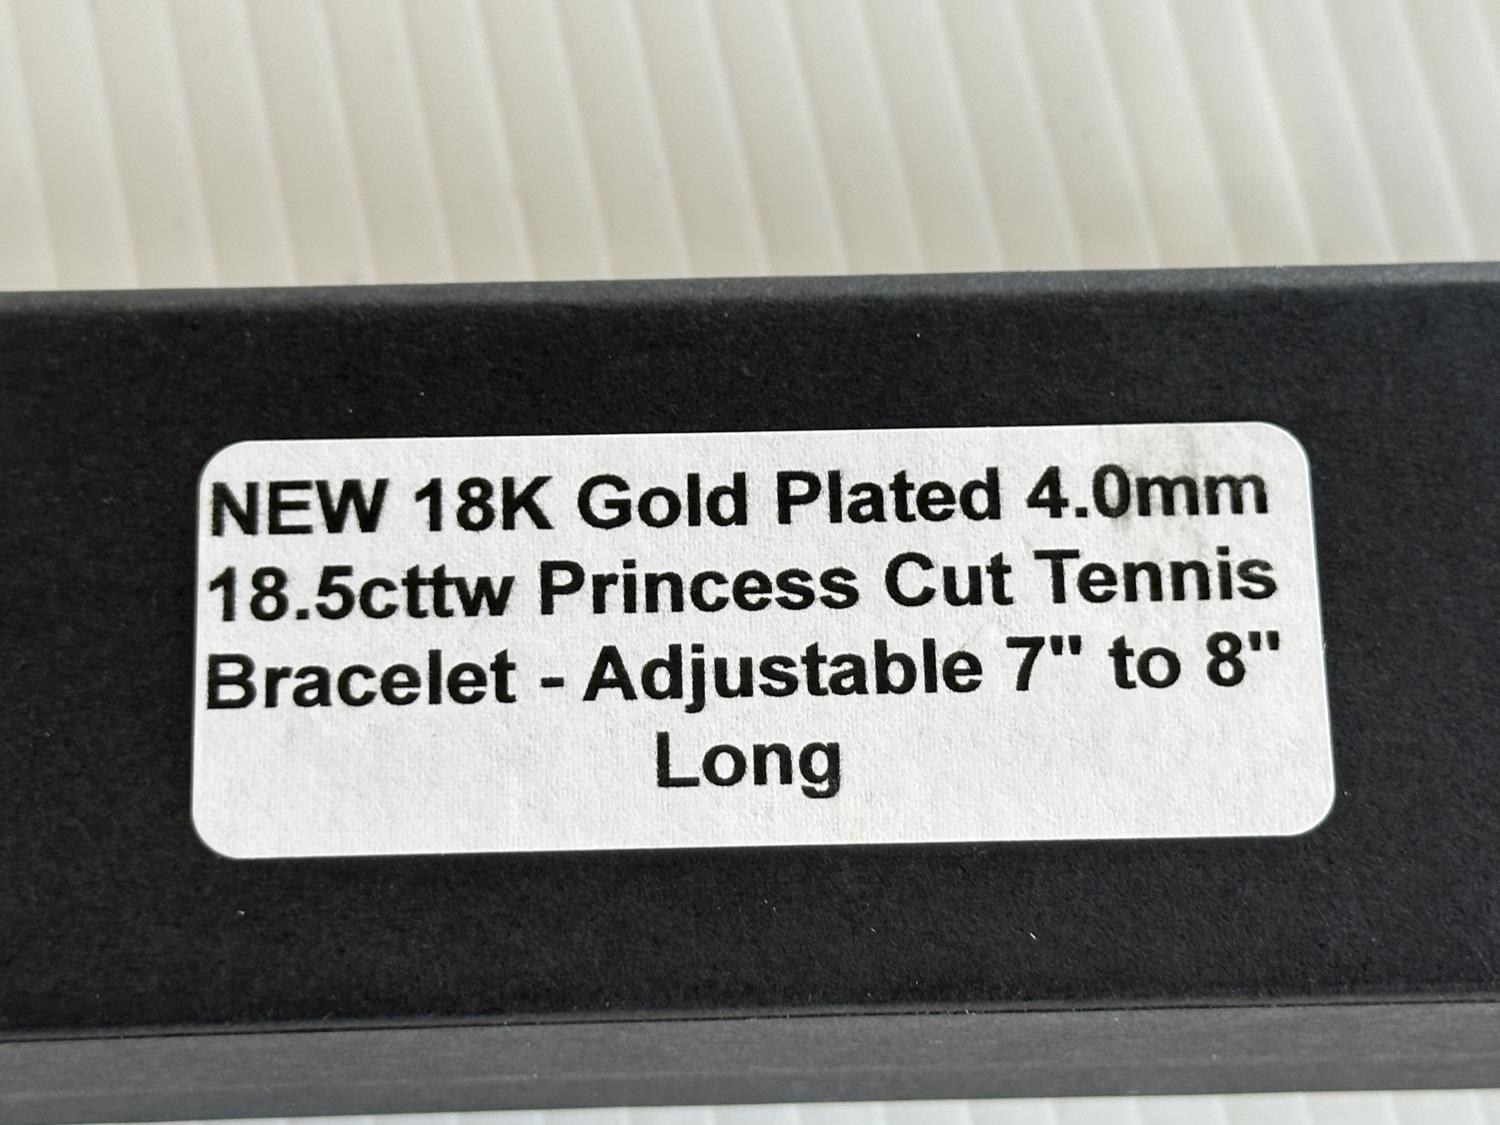 NEW 18K Gold Plated 4.0mm
18.5cttw Princess Cut Tennis
Bracelet - Adjustable 7" to 8"
Long